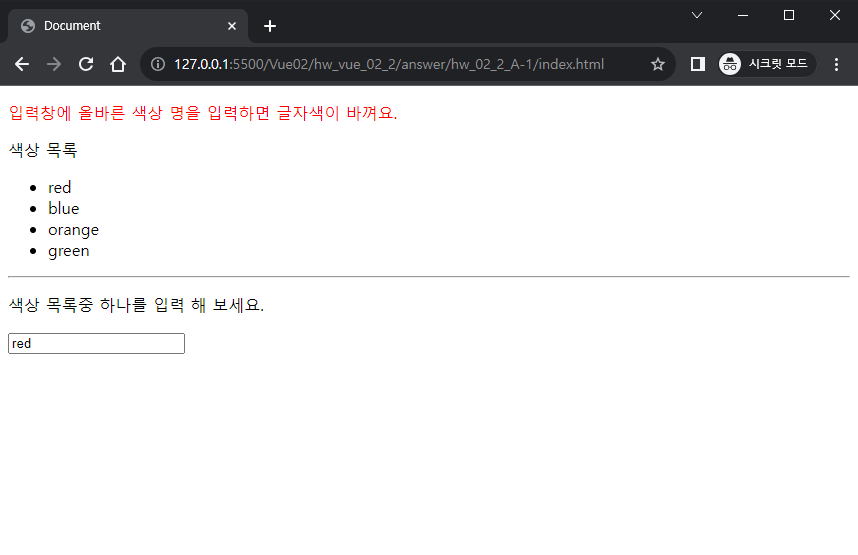 Document
127.0.0.1:5500/Vue02/hw_vue_02_2/answer/hw_02_2_A-1/index.html
시크릿 모드
입력창에 올바른 색상 명을 입력하면 글자색이 바껴요.
색상 목록
red
blue
orange
green
색상 목록중 하나를 입력 해 보세요.
red